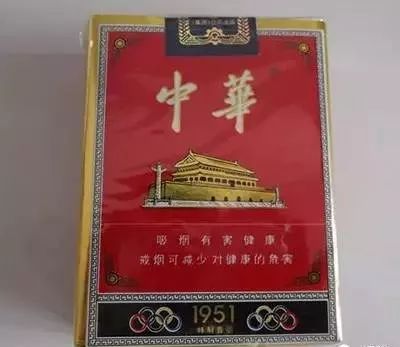 中華
吸烟有害健康
戒烟可减少对健康的危害
1951